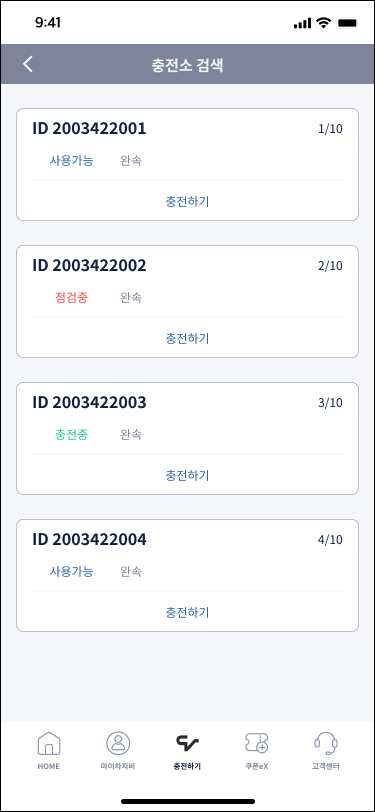 9:41
충전소 검색
ID 2003422001 1/10
사용가능 완속
충전하기
ID 2003422002 2/10
점검중 완속
충전하기
ID 2003422003 3/10
충전중 완속
충전하기
ID 2003422004 4/10
사용가능 완속
충전하기
HOME 마이차지비 충전하기 쿠폰eX 고객센터